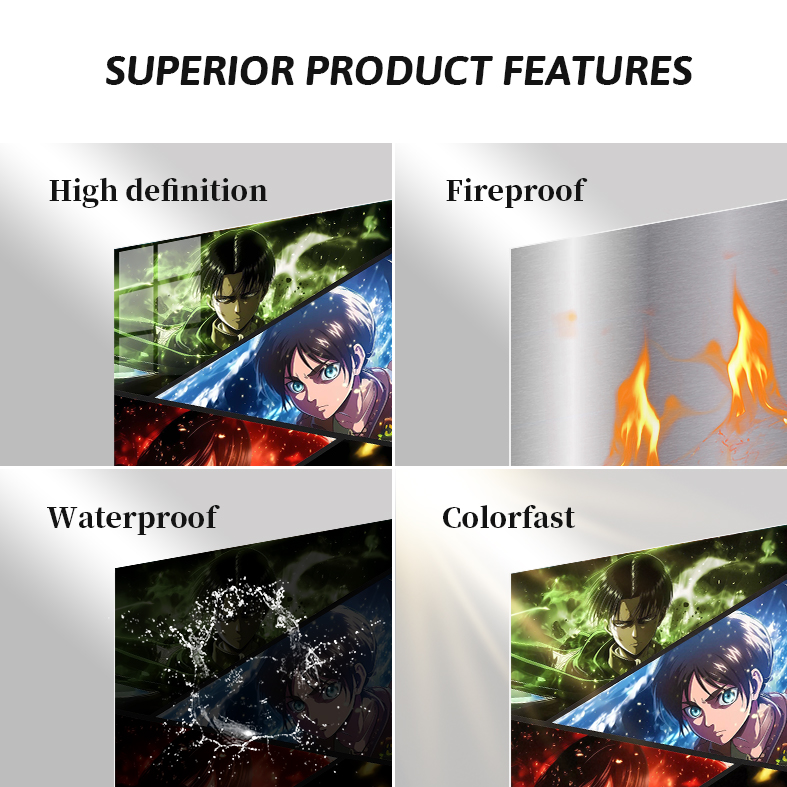 SUPERIOR PRODUCT FEATURES
High definition
Fireproof
Waterproof
Colorfast